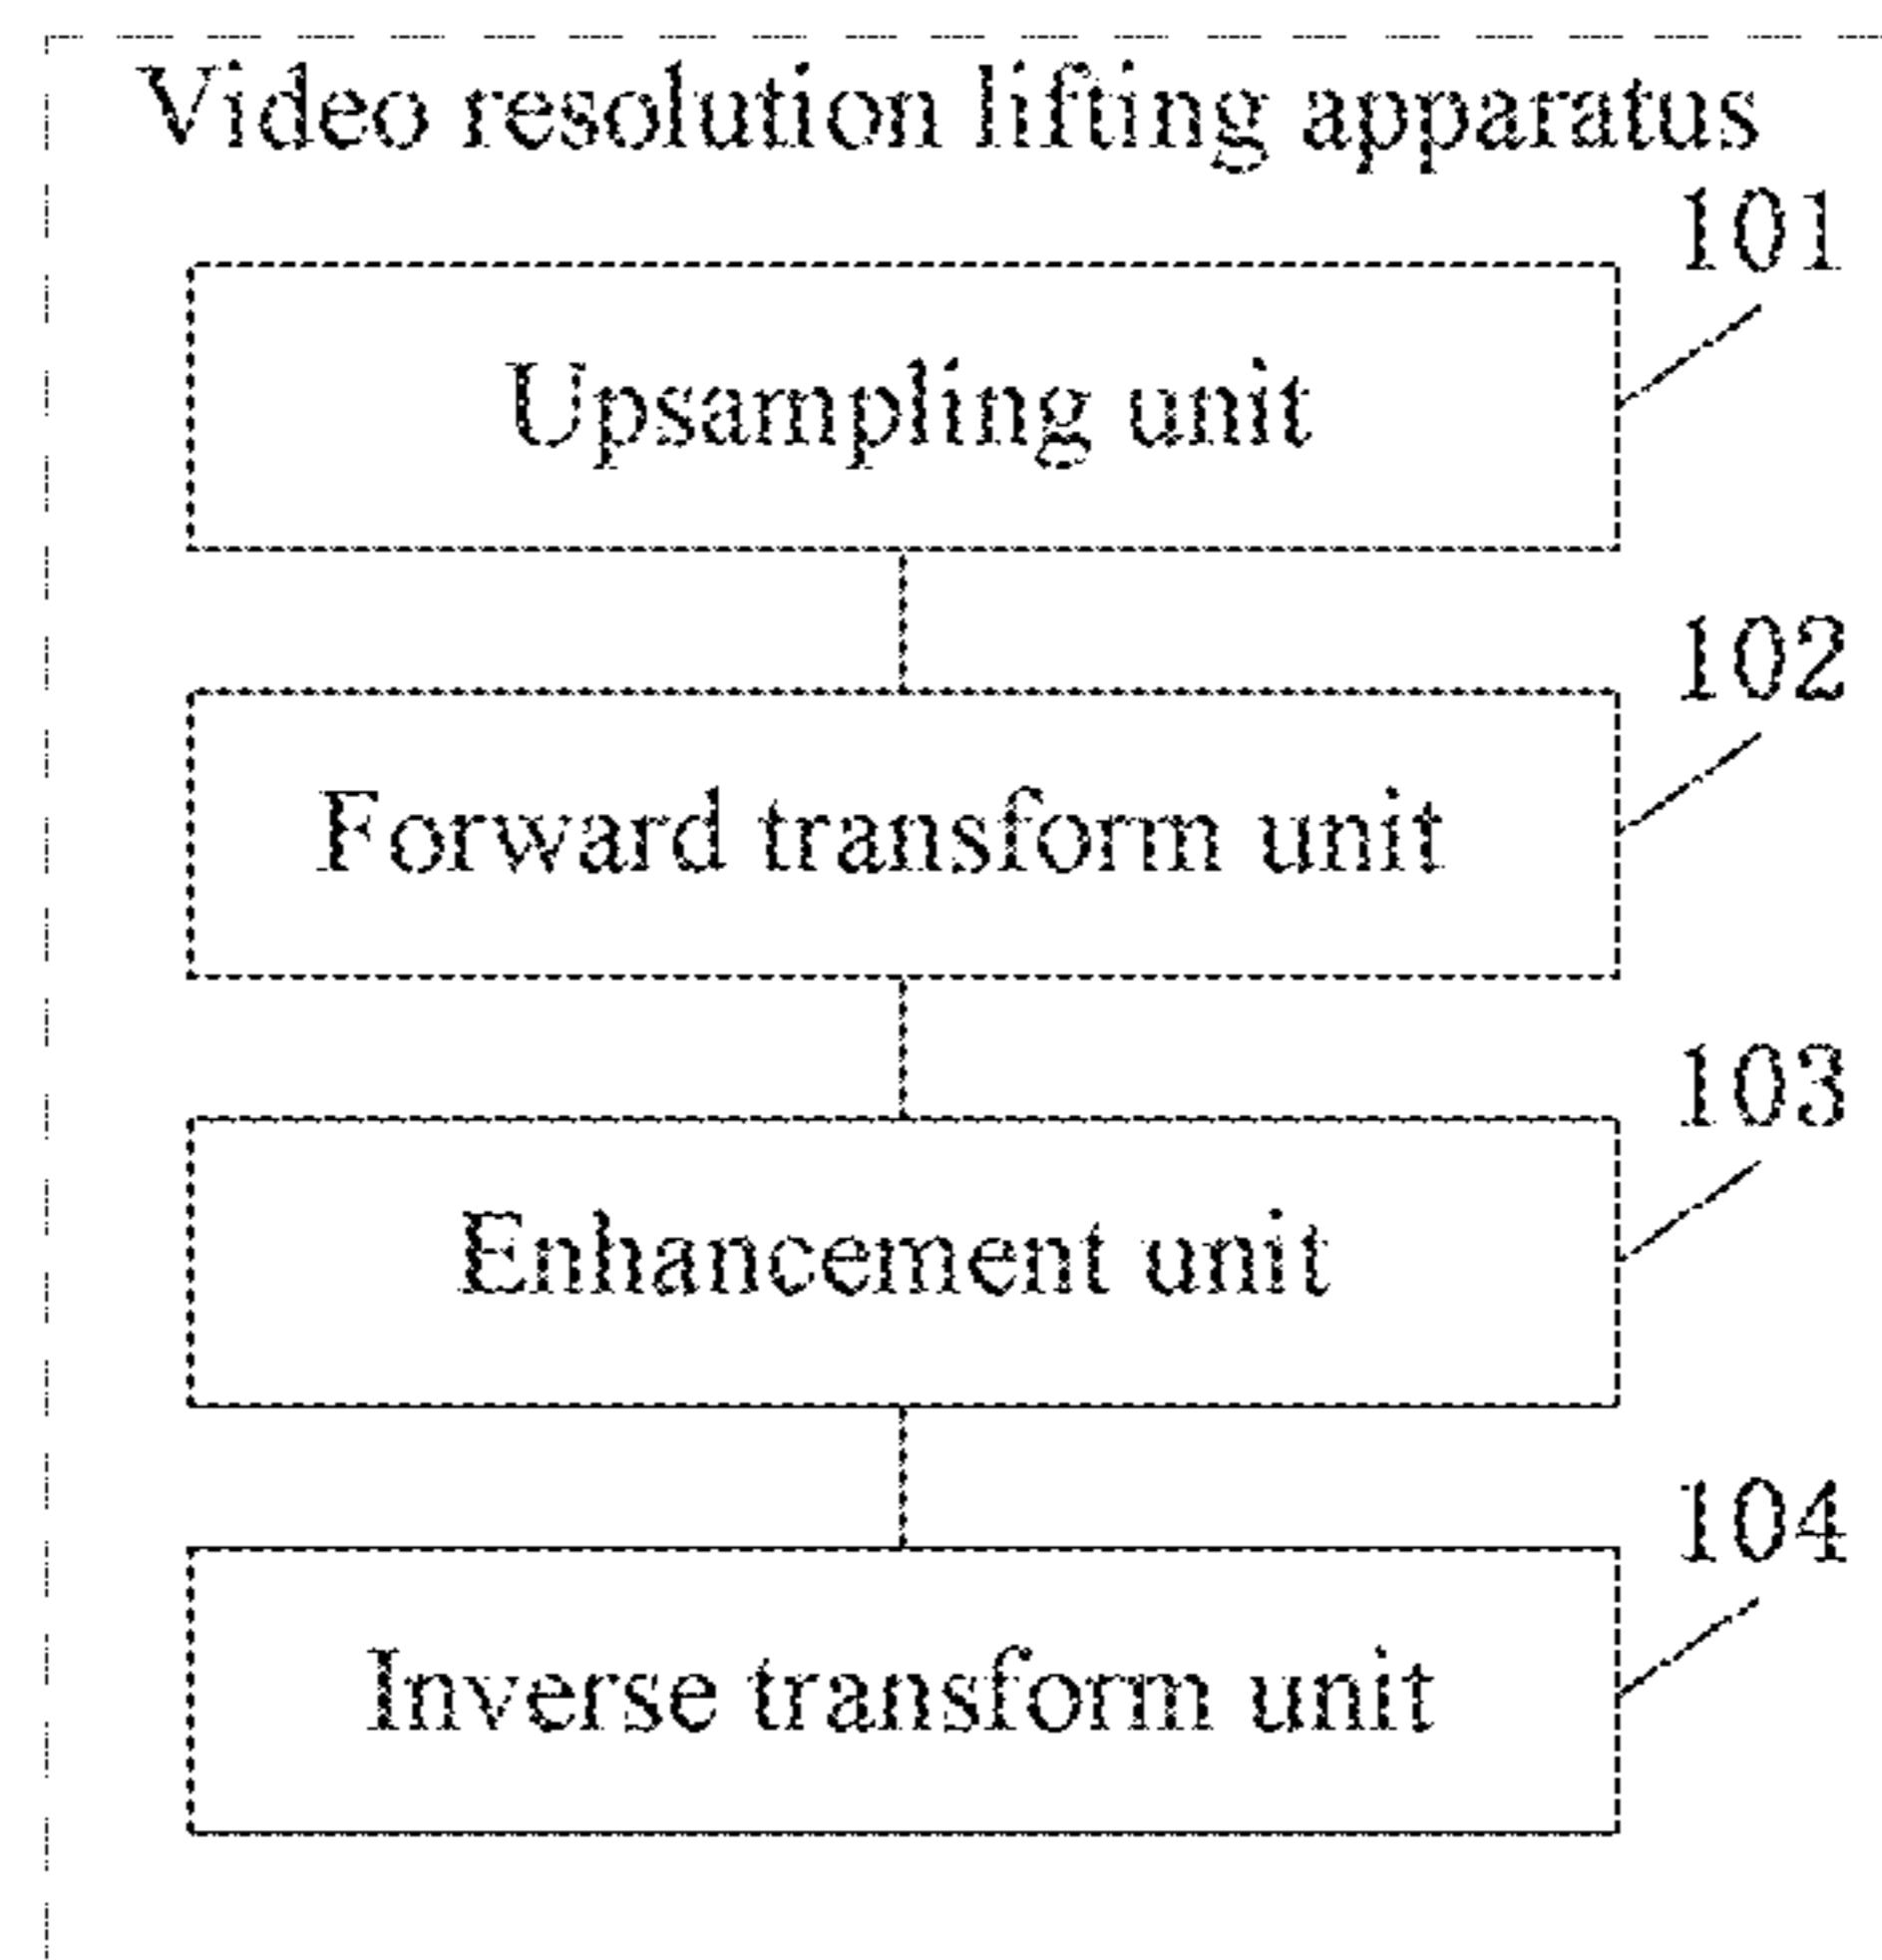 Video resolution lifting apparatus
101
Upsampling unit
102
Forward transform unit
103
Enhancement unit
104
Inverse transform unit